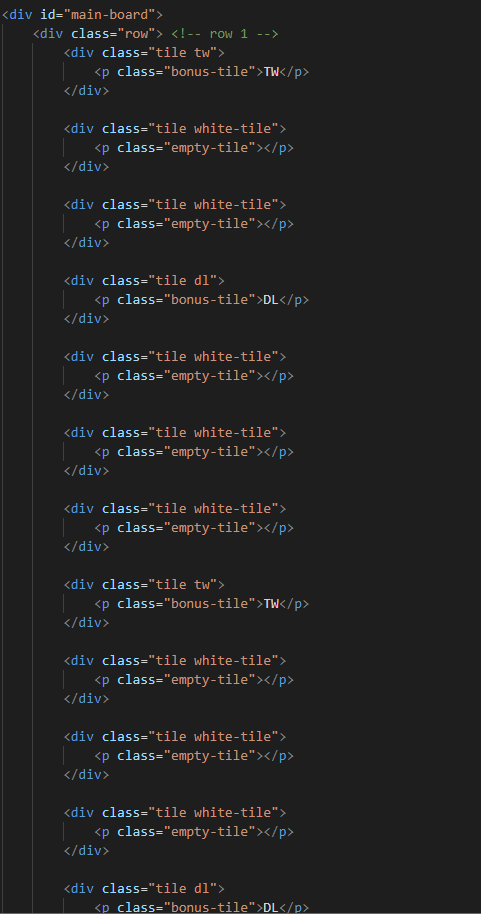 <div id="main-board">
<div class="row"> <!-- row 1 -->
<div class="tile tw">
<p class="bonus-tile">TW</p>
</div>
<div class="tile white-tile">
<p class="empty-tile"></p>
</div>
<div class="tile white-tile">
<p class="empty-tile"></p>
</div>
<div class="tile dl">
<p class="bonus-tile">DL</p>
</div>
<div class="tile white-tile">
<p class="empty-tile"></p>
</div>
<div class="tile white-tile">
<p class="empty-tile"></p>
</div>
<div class="tile white-tile">
<p class="empty-tile"></p>
</div>
<div class="tile tw">
<p class="bonus-tile">TW</p>
</div>
<div class="tile white-tile">
<p class="empty-tile"></p>
</div>
<div class="tile white-tile">
<p class="empty-tile"></p>
</div>
<div class="tile white-tile">
<p class="empty-tile"></p>
</div>
<div class="tile dl">
<p class="bonus-tile">DL</p>